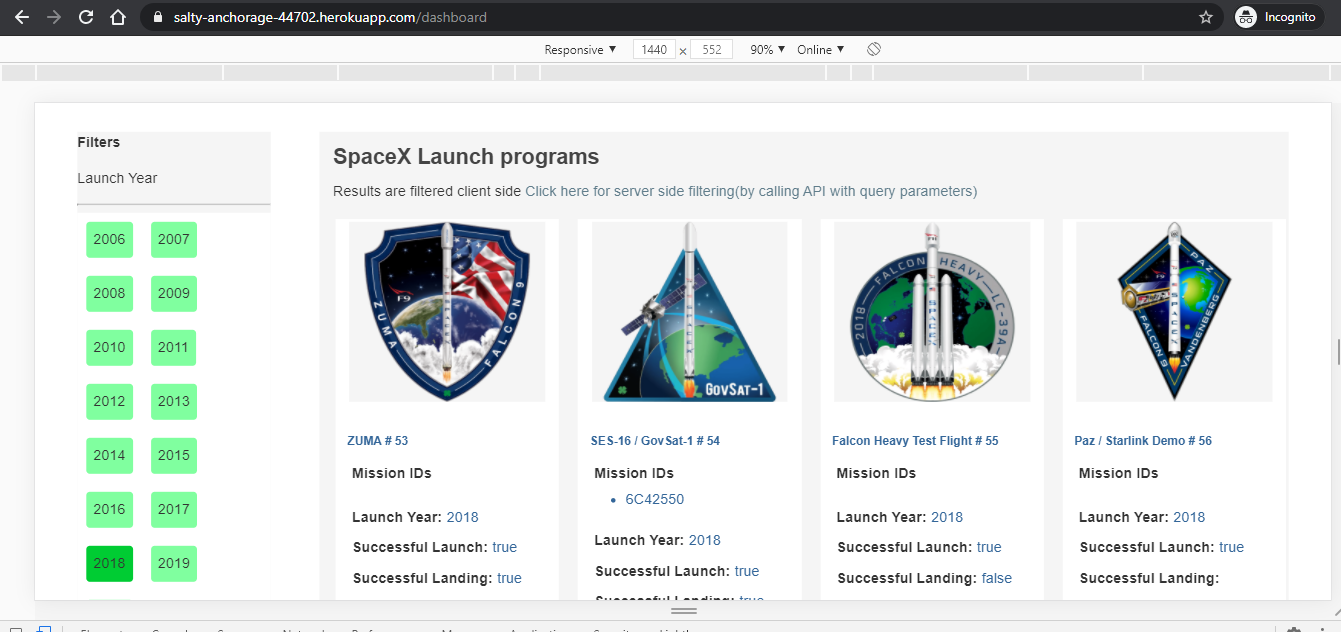 salty-anchorage-44702.herokuapp.com/dashboard
Incognito
Responsive 1440 × 552 90% Online
Filters
Launch Year
2006 2007
2008 2009
2010 2011
2012 2013
2014 2015
2016 2017
2018 2019
SpaceX Launch programs
Results are filtered client side Click here for server side filtering(by calling API with query parameters)
ZUMA F9 FALCON 9
SPACEX
GovSat-1
FALCON HEAVY LC-39A 2018
SPACEX
PAZ
VANDENBERG
FALCON 9
SPACEX
ZUMA # 53
Mission IDs
Launch Year: 2018
Successful Launch: true
Successful Landing: true
SES-16 / GovSat-1 # 54
Mission IDs
• 6C42550
Launch Year: 2018
Successful Launch: true
Successful Landing: true
Falcon Heavy Test Flight # 55
Mission IDs
Launch Year: 2018
Successful Launch: true
Successful Landing: false
Paz / Starlink Demo # 56
Mission IDs
Launch Year: 2018
Successful Launch: true
Successful Landing: